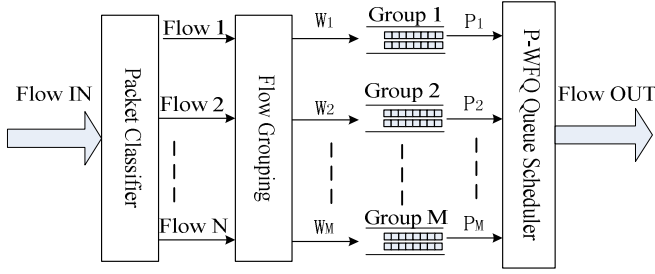 Flow IN
Packet Classifier
Flow 1
Flow 2
Flow N
Flow Grouping
W1
W2
WM
Group 1
Group 2
Group M
P1
P2
PM
P-WFQ Queue Scheduler
Flow OUT